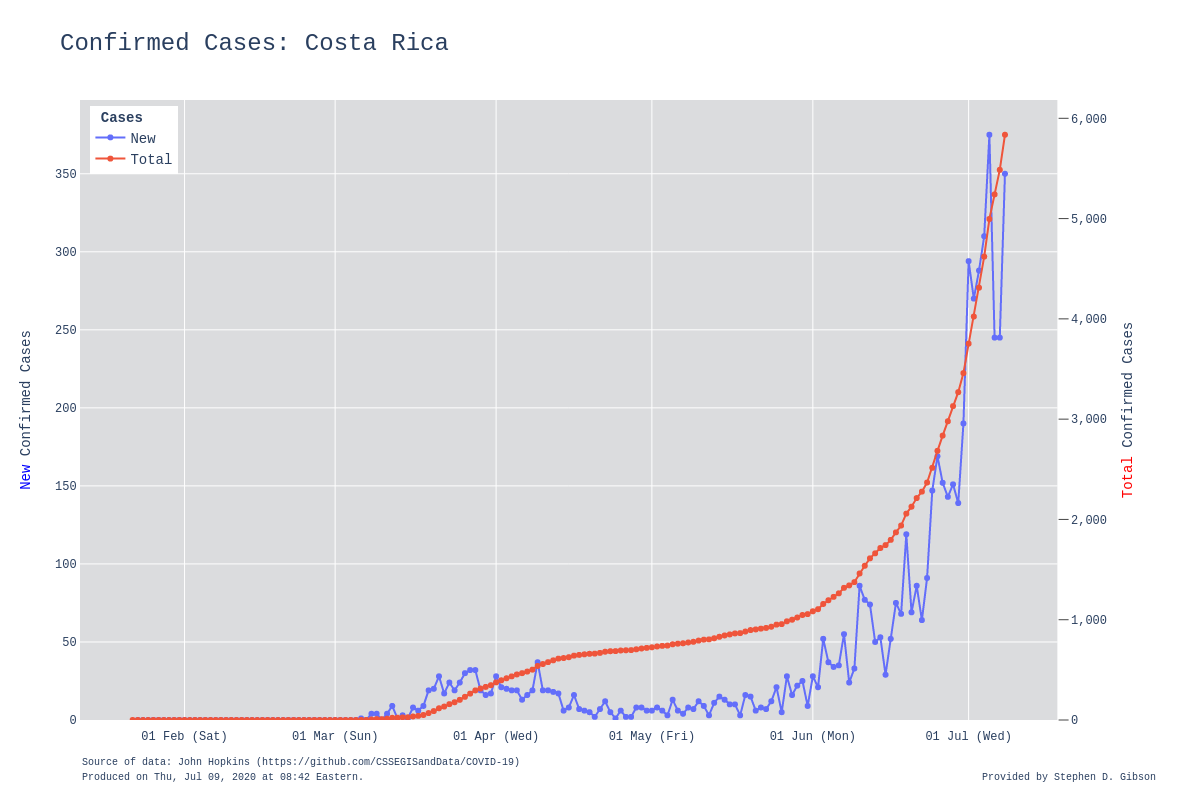 Confirmed Cases: Costa Rica
Cases
New
Total
350
300
250
200
150
100
50
0
6,000
5,000
4,000
3,000
2,000
1,000
0
New Confirmed Cases
Total Confirmed Cases
01 Feb (Sat) 01 Mar (Sun) 01 Apr (Wed) 01 May (Fri) 01 Jun (Mon) 01 Jul (Wed)
Source of data: John Hopkins (https://github.com/CSSEGISandData/COVID-19)
Produced on Thu, Jul 09, 2020 at 08:42 Eastern.
Provided by Stephen D. Gibson